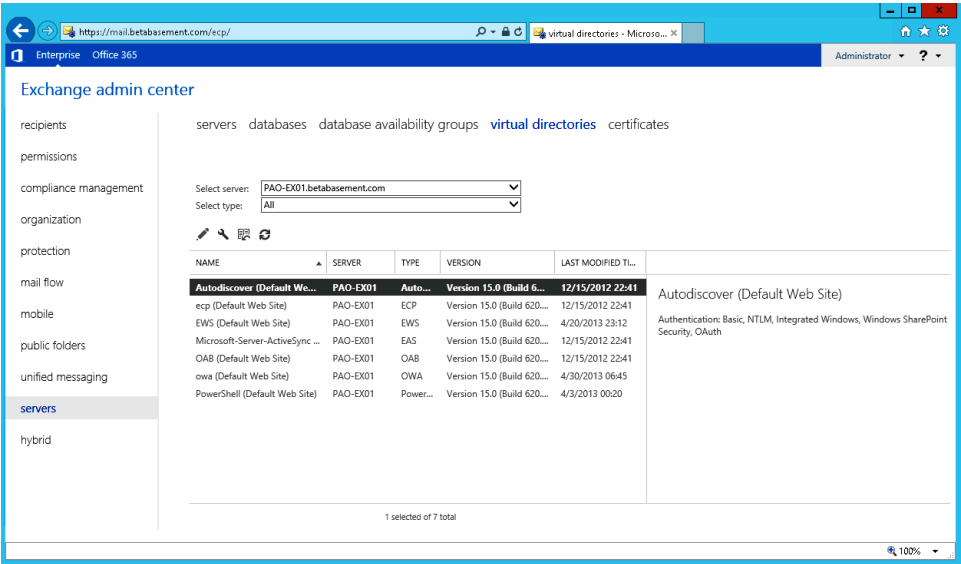 https://mail.betabasement.com/ecp/
virtual directories - Microso...
Enterprise Office 365
Administrator ?
Exchange admin center
recipients
permissions
compliance management
organization
protection
mail flow
mobile
public folders
unified messaging
servers
hybrid
servers databases database availability groups virtual directories certificates
Select server: PAO-EX01.betabasement.com
Select type: All
NAME SERVER TYPE VERSION LAST MODIFIED TI...
Autodiscover (Default We... PAO-EX01 Auto... Version 15.0 (Build 6... 12/15/2012 22:41
ecp (Default Web Site) PAO-EX01 ECP Version 15.0 (Build 620.... 12/15/2012 22:41
EWS (Default Web Site) PAO-EX01 EWS Version 15.0 (Build 620.... 4/20/2013 23:12
Microsoft-Server-ActiveSync ... PAO-EX01 EAS Version 15.0 (Build 620.... 12/15/2012 22:41
OAB (Default Web Site) PAO-EX01 OAB Version 15.0 (Build 620.... 12/15/2012 22:41
owa (Default Web Site) PAO-EX01 OWA Version 15.0 (Build 620.... 4/30/2013 06:45
PowerShell (Default Web Site) PAO-EX01 Power... Version 15.0 (Build 620.... 4/3/2013 00:20
Autodiscover (Default Web Site)
Authentication: Basic, NTLM, Integrated Windows, Windows SharePoint
Security, OAuth
1 selected of 7 total
100%